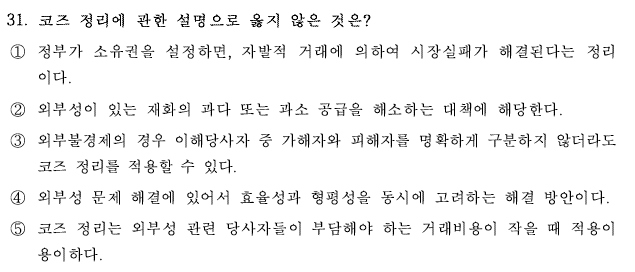 31. 코즈 정리에 관한 설명으로 옳지 않은 것은?
① 정부가 소유권을 설정하면, 자발적 거래에 의하여 시장실패가 해결된다는 정리
이다.
② 외부성이 있는 재화의 과다 또는 과소 공급을 해소하는 대책에 해당한다.
③ 외부불경제의 경우 이해당사자 중 가해자와 피해자를 명확하게 구분하지 않더라도
코즈 정리를 적용할 수 있다.
④ 외부성 문제 해결에 있어서 효율성과 형평성을 동시에 고려하는 해결 방안이다.
⑤ 코즈 정리는 외부성 관련 당사자들이 부담해야 하는 거래비용이 작을 때 적용이
용이하다.